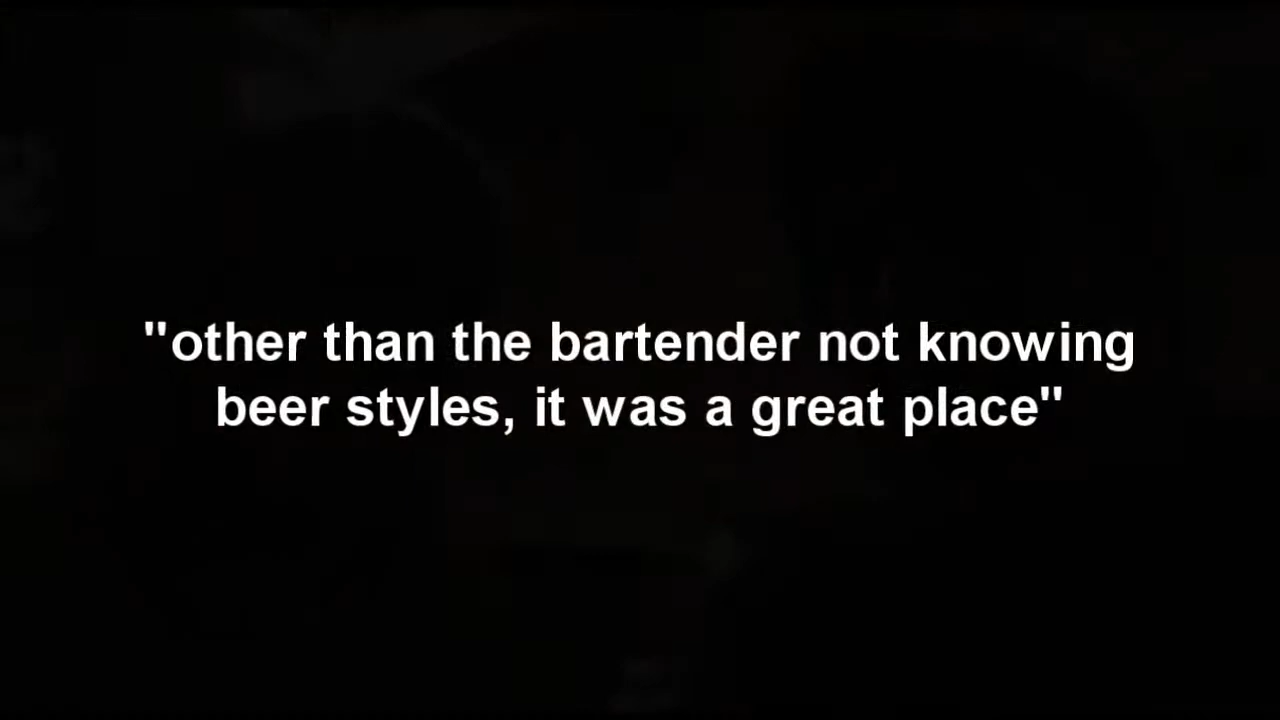 "other than the bartender not knowing
beer styles, it was a great place"